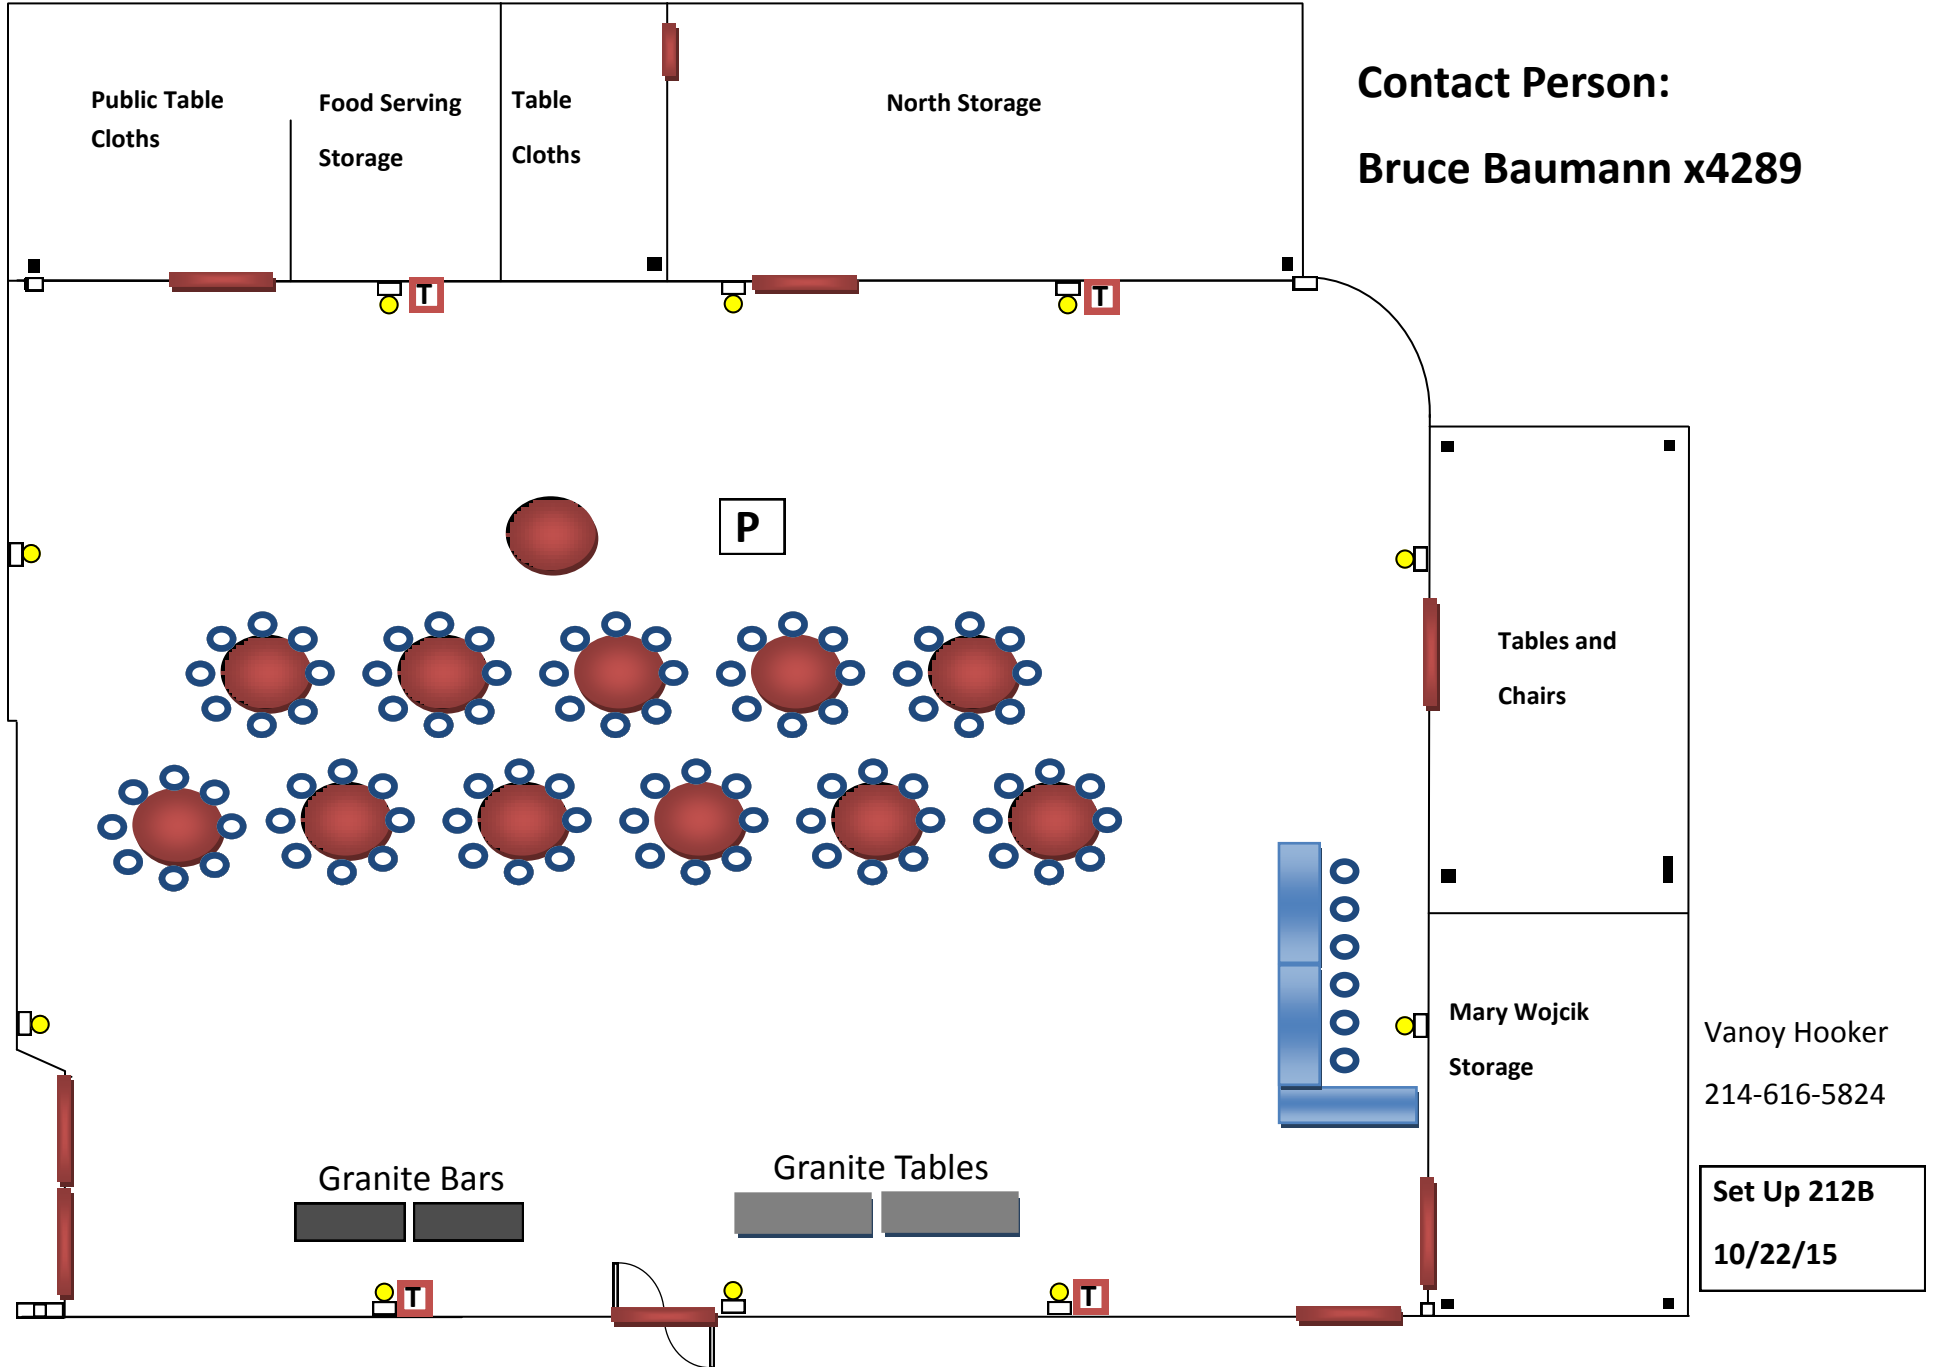 Public Table
Cloths
Food Serving
Storage
Table
Cloths
North Storage
Contact Person:
Bruce Baumann x4289
T
T
P
Tables and
Chairs
Mary Wojcik
Storage
Vanoy Hooker
214-616-5824
Granite Bars
Granite Tables
Set Up 212B
10/22/15
T
T